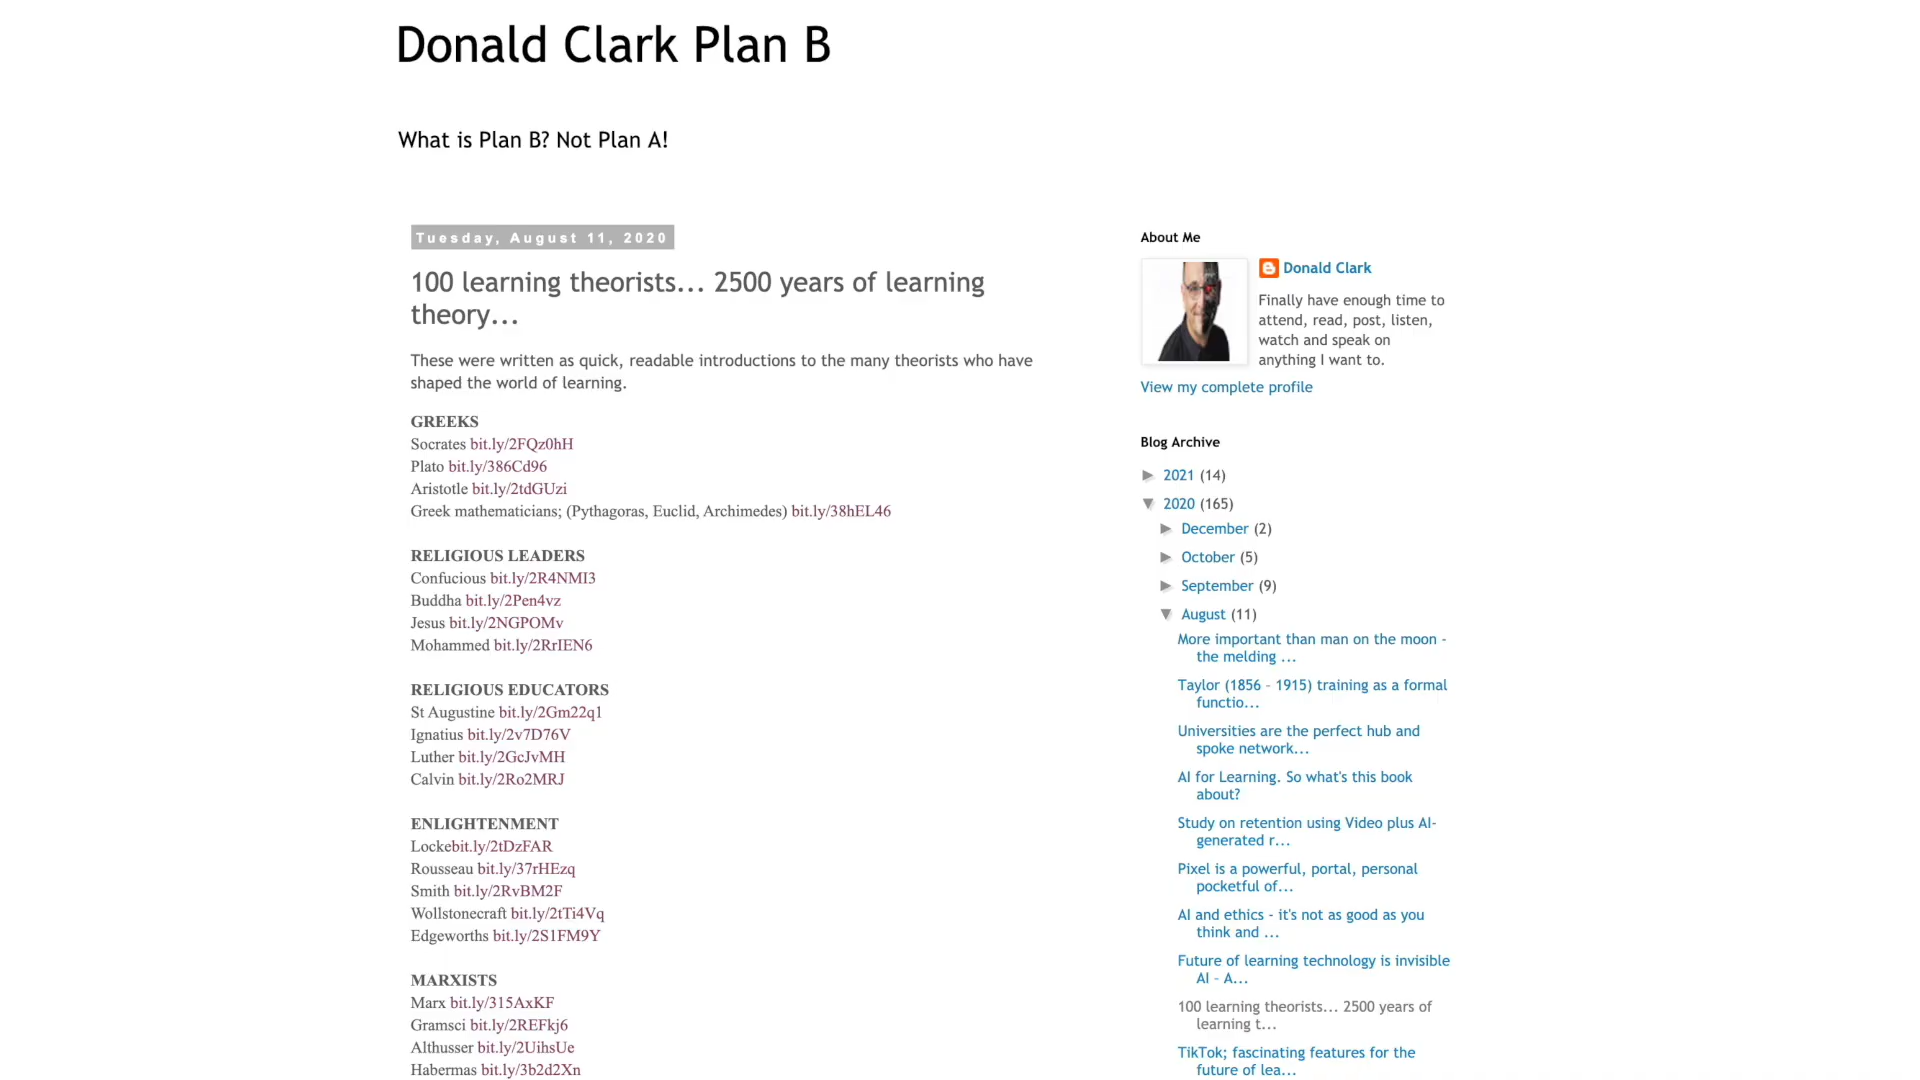 Donald Clark Plan B
What is Plan B? Not Plan A!
Tuesday, August 11, 2020
100 learning theorists... 2500 years of learning
theory...
These were written as quick, readable introductions to the many theorists who have
shaped the world of learning.
GREEKS
Socrates bit.ly/2FQz0hH
Plato bit.ly/386Cd96
Aristotle bit.ly/2tdGUzi
Greek mathematicians; (Pythagoras, Euclid, Archimedes) bit.ly/38hEL46
RELIGIOUS LEADERS
Confucious bit.ly/2R4NMI3
Buddha bit.ly/2Pen4vz
Jesus bit.ly/2NGPOMv
Mohammed bit.ly/2RrIEN6
RELIGIOUS EDUCATORS
St Augustine bit.ly/2Gm22q1
Ignatius bit.ly/2v7D76V
Luther bit.ly/2GcJvMH
Calvin bit.ly/2Ro2MRJ
ENLIGHTENMENT
Lockebit.ly/2tDzFAR
Rousseau bit.ly/37rHEzq
Smith bit.ly/2RvBM2F
Wollstonecraft bit.ly/2tTi4Vq
Edgeworths bit.ly/2S1FM9Y
MARXISTS
Marx bit.ly/315AxKF
Gramsci bit.ly/2REFkj6
Althusser bit.ly/2UihsUe
Habermas bit.ly/3b2d2Xn
About Me
Donald Clark
Finally have enough time to
attend, read, post, listen,
watch and speak on
anything I want to.
View my complete profile
Blog Archive
► 2021 (14)
▼ 2020 (165)
► December (2)
► October (5)
► September (9)
▼ August (11)
More important than man on the moon -
the melding ...
Taylor (1856 – 1915) training as a formal
functio...
Universities are the perfect hub and
spoke network...
AI for Learning. So what's this book
about?
Study on retention using Video plus AI-
generated r...
Pixel is a powerful, portal, personal
pocketful of...
AI and ethics - it's not as good as you
think and ...
Future of learning technology is invisible
AI – A...
100 learning theorists... 2500 years of
learning t...
TikTok; fascinating features for the
future of lea...